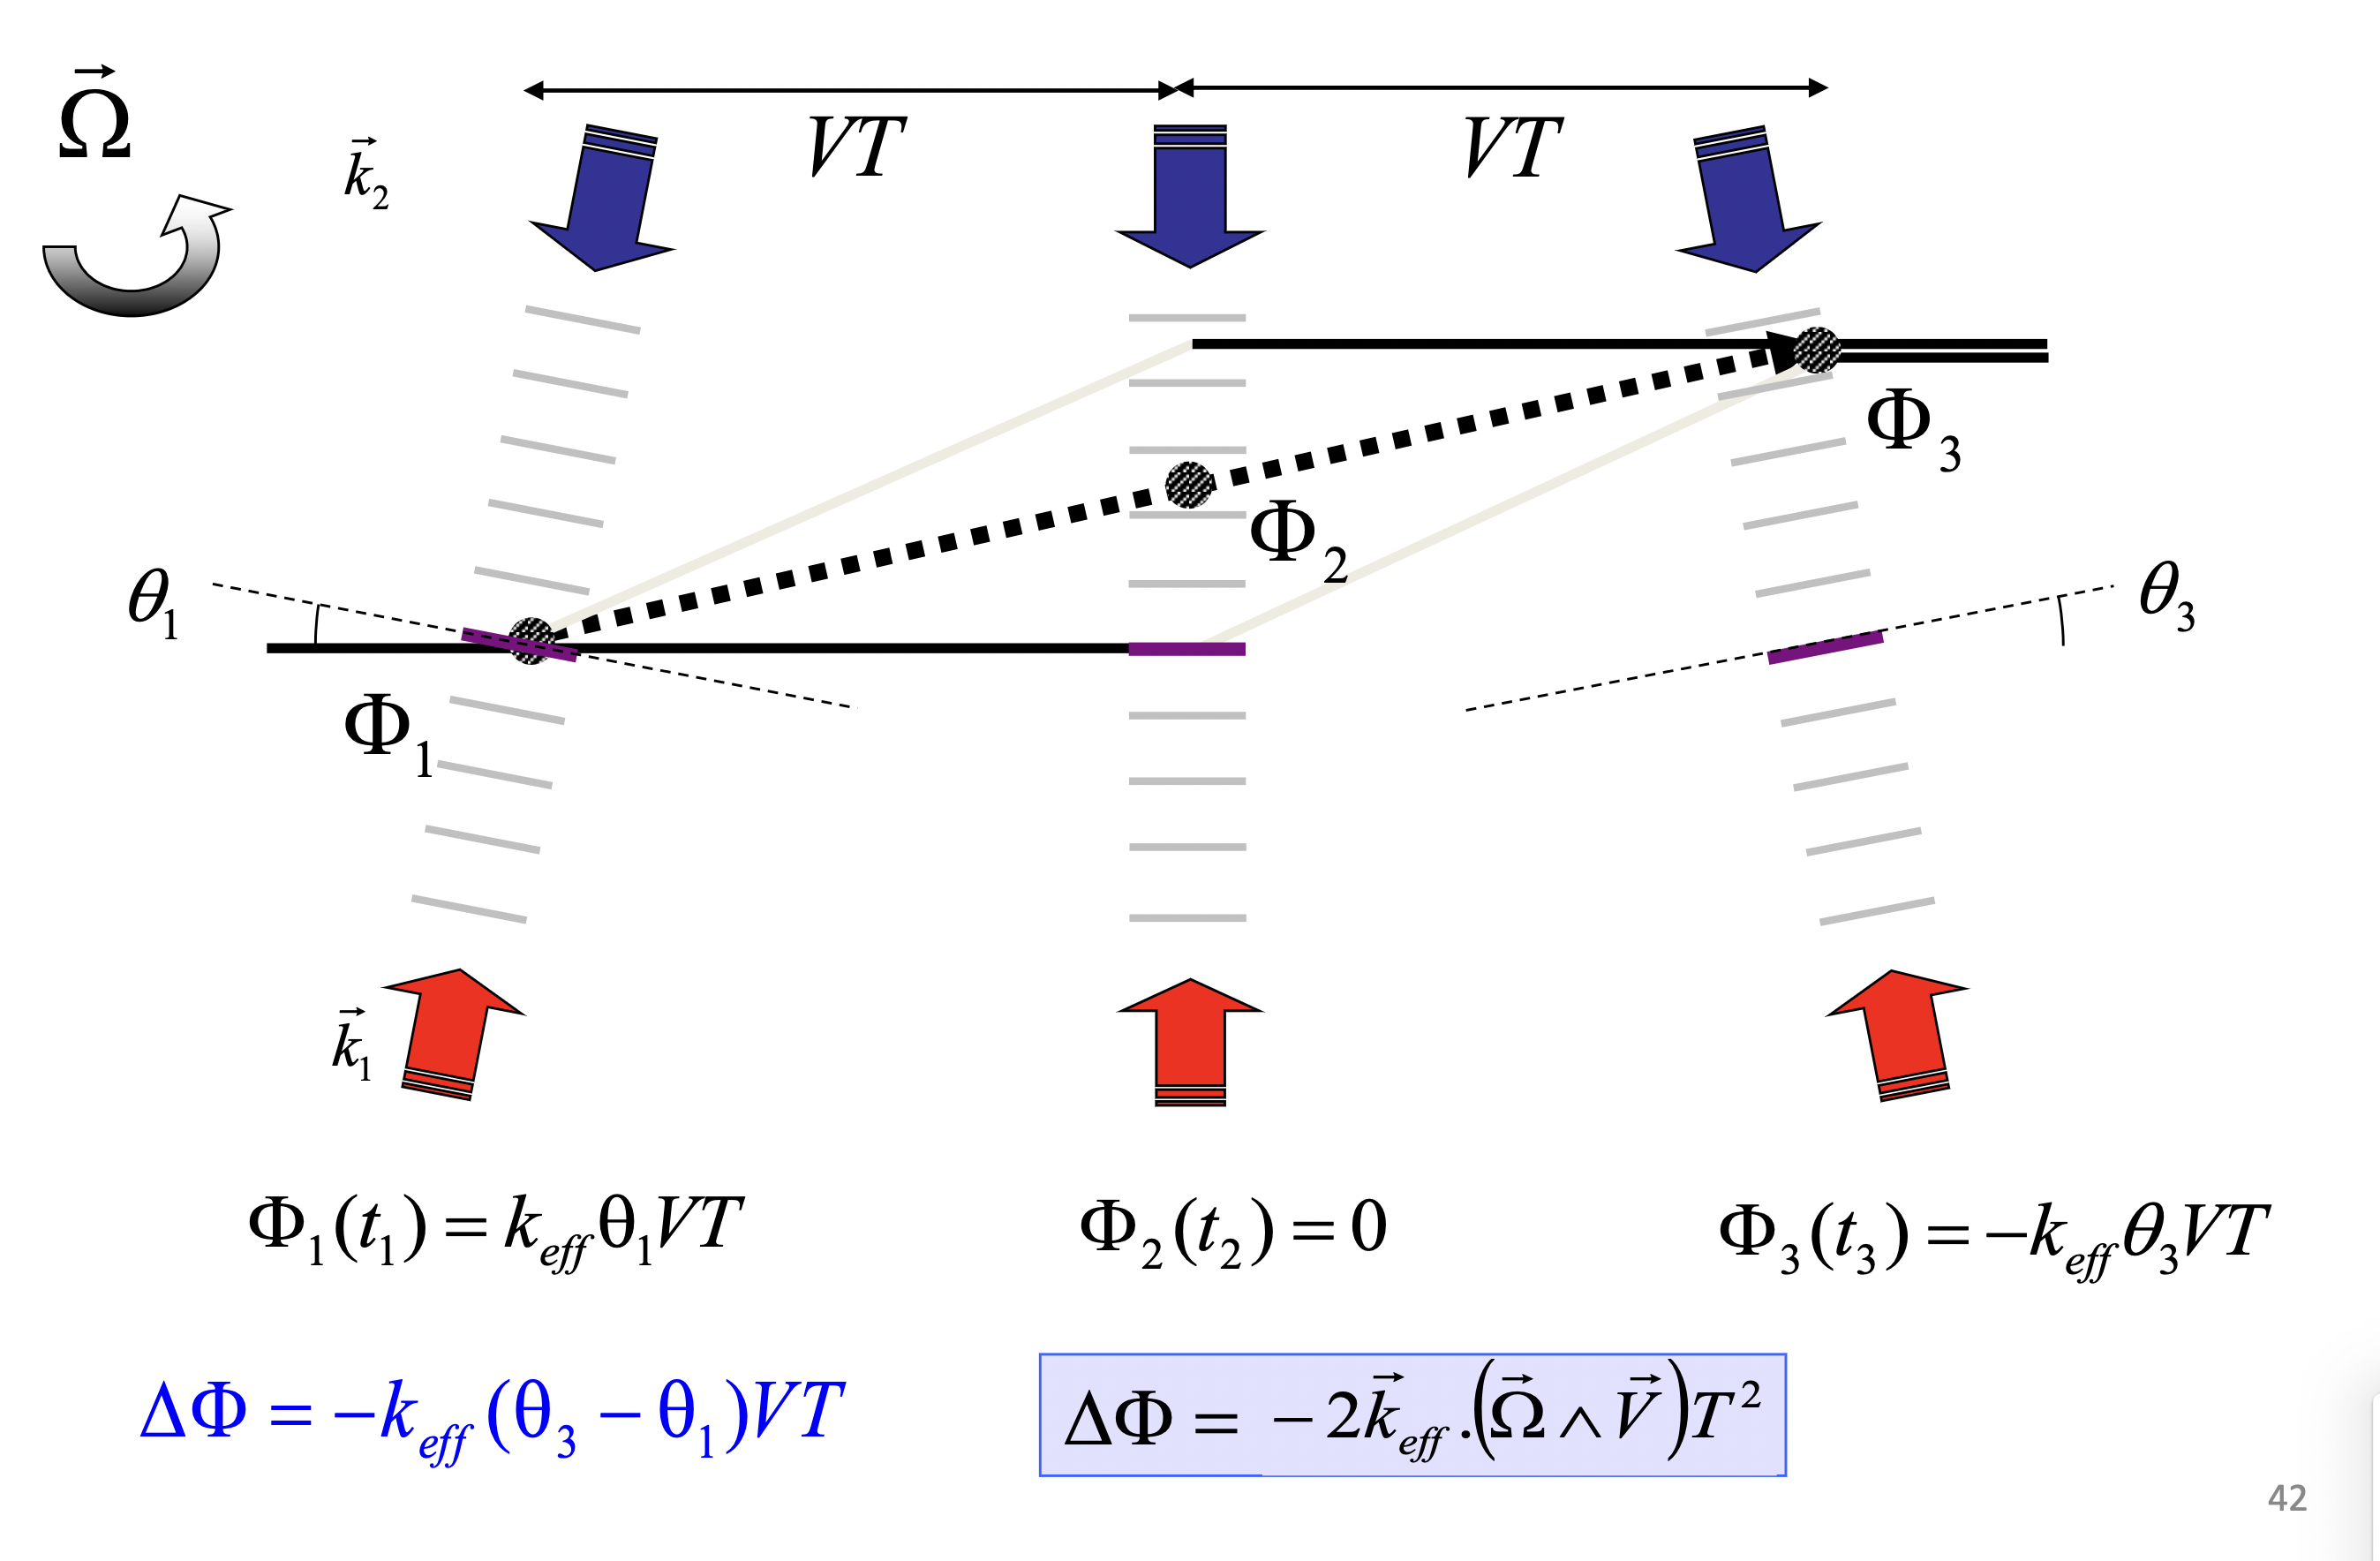 Ω⃗
k⃗₂
VT
VT
θ₁
Φ₁
Φ₂
Φ₃
θ₃
k⃗₁
Φ₁(t₁) = k_eff θ₁VT
Φ₂(t₂) = 0
Φ₃(t₃) = −k_eff θ₃VT
ΔΦ = −k_eff (θ₃ − θ₁)VT
ΔΦ = −2k⃗_eff.(Ω⃗ ∧ V⃗)T²
42